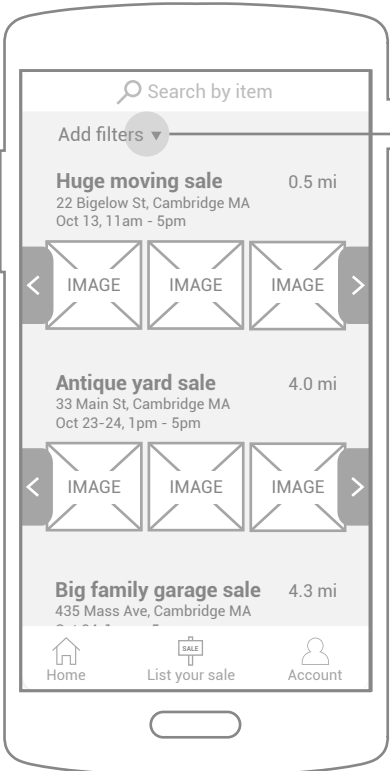 Search by item
Add filters ▼
Huge moving sale 0.5 mi
22 Bigelow St, Cambridge MA
Oct 13, 11am - 5pm
IMAGE IMAGE IMAGE
Antique yard sale 4.0 mi
33 Main St, Cambridge MA
Oct 23-24, 1pm - 5pm
IMAGE IMAGE IMAGE
Big family garage sale 4.3 mi
435 Mass Ave, Cambridge MA
SALE
Home List your sale Account